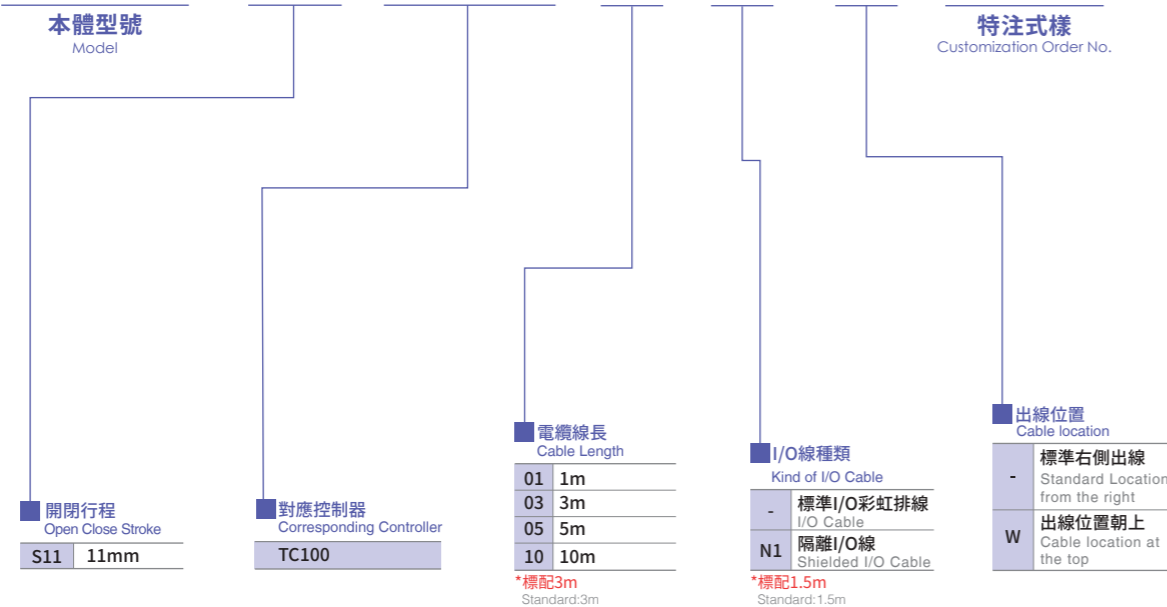 本體型號
Model
特注式樣
Customization Order No.
開閉行程
Open Close Stroke
S11 11mm
對應控制器
Corresponding Controller
TC100
電纜線長
Cable Length
01 1m
03 3m
05 5m
10 10m
*標配3m
Standard:3m
I/O線種類
Kind of I/O Cable
- 標準I/O彩虹排線
I/O Cable
N1 隔離I/O線
Shielded I/O Cable
*標配1.5m
Standard:1.5m
出線位置
Cable location
- 標準右側出線
Standard Location
from the right
W 出線位置朝上
Cable location at
the top